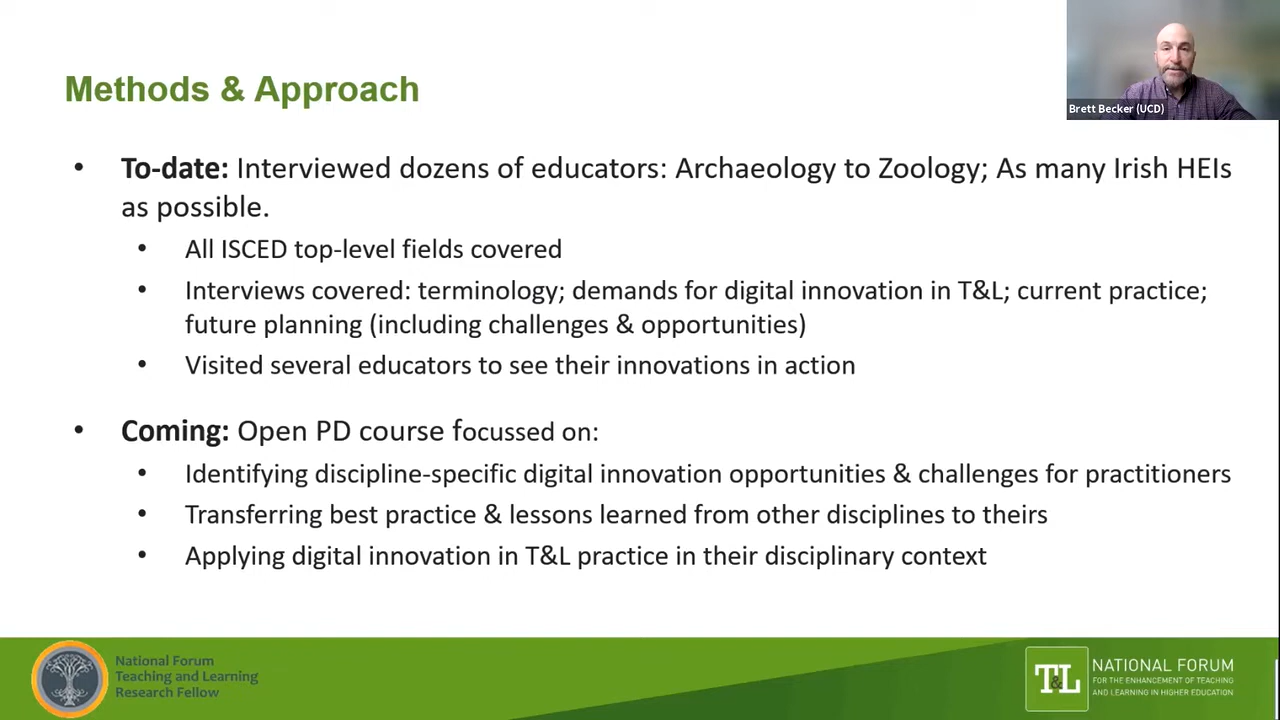 Methods & Approach
Brett Becker (UCD)
• To-date: Interviewed dozens of educators: Archaeology to Zoology; As many Irish HEIs
as possible.
• All ISCED top-level fields covered
• Interviews covered: terminology; demands for digital innovation in T&L; current practice;
future planning (including challenges & opportunities)
• Visited several educators to see their innovations in action
• Coming: Open PD course focussed on:
• Identifying discipline-specific digital innovation opportunities & challenges for practitioners
• Transferring best practice & lessons learned from other disciplines to theirs
• Applying digital innovation in T&L practice in their disciplinary context
National Forum
Teaching and Learning
Research Fellow
T&L
NATIONAL FORUM
FOR THE ENHANCEMENT OF TEACHING
AND LEARNING IN HIGHER EDUCATION